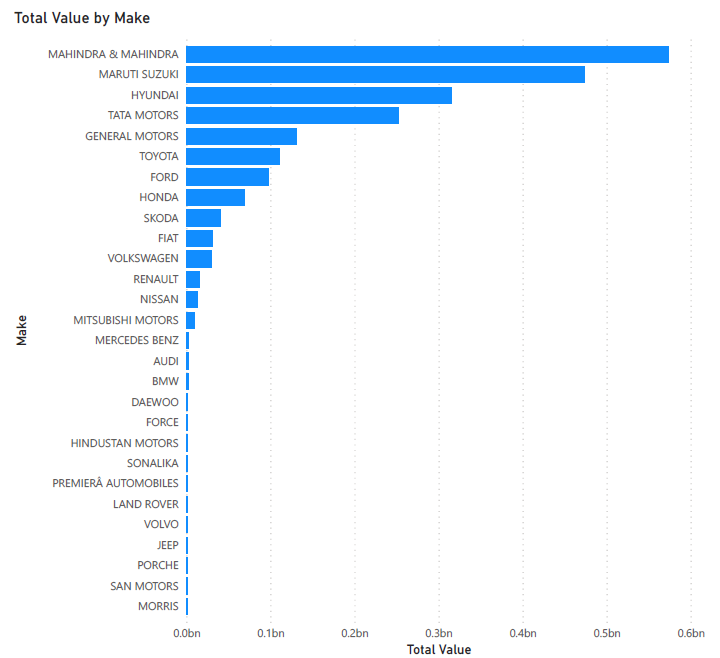 Total Value by Make
MAHINDRA & MAHINDRA
MARUTI SUZUKI
HYUNDAI
TATA MOTORS
GENERAL MOTORS
TOYOTA
FORD
HONDA
SKODA
FIAT
VOLKSWAGEN
RENAULT
NISSAN
MITSUBISHI MOTORS
MERCEDES BENZ
AUDI
BMW
DAEWOO
FORCE
HINDUSTAN MOTORS
SONALIKA
PREMIERÂ AUTOMOBILES
LAND ROVER
VOLVO
JEEP
PORCHE
SAN MOTORS
MORRIS
Make
0.0bn 0.1bn 0.2bn 0.3bn 0.4bn 0.5bn 0.6bn
Total Value